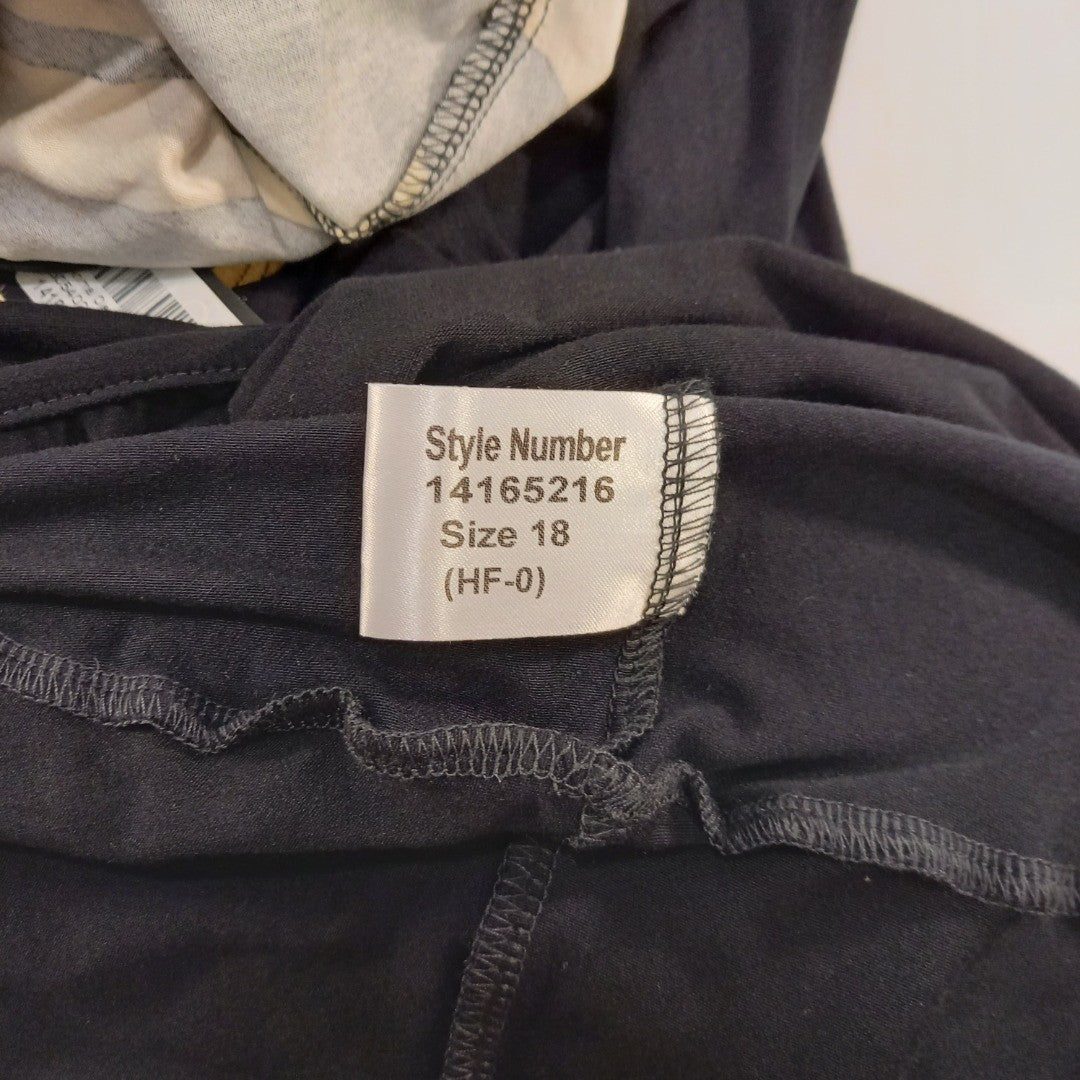 Style Number
14165216
Size 18
(HF-0)